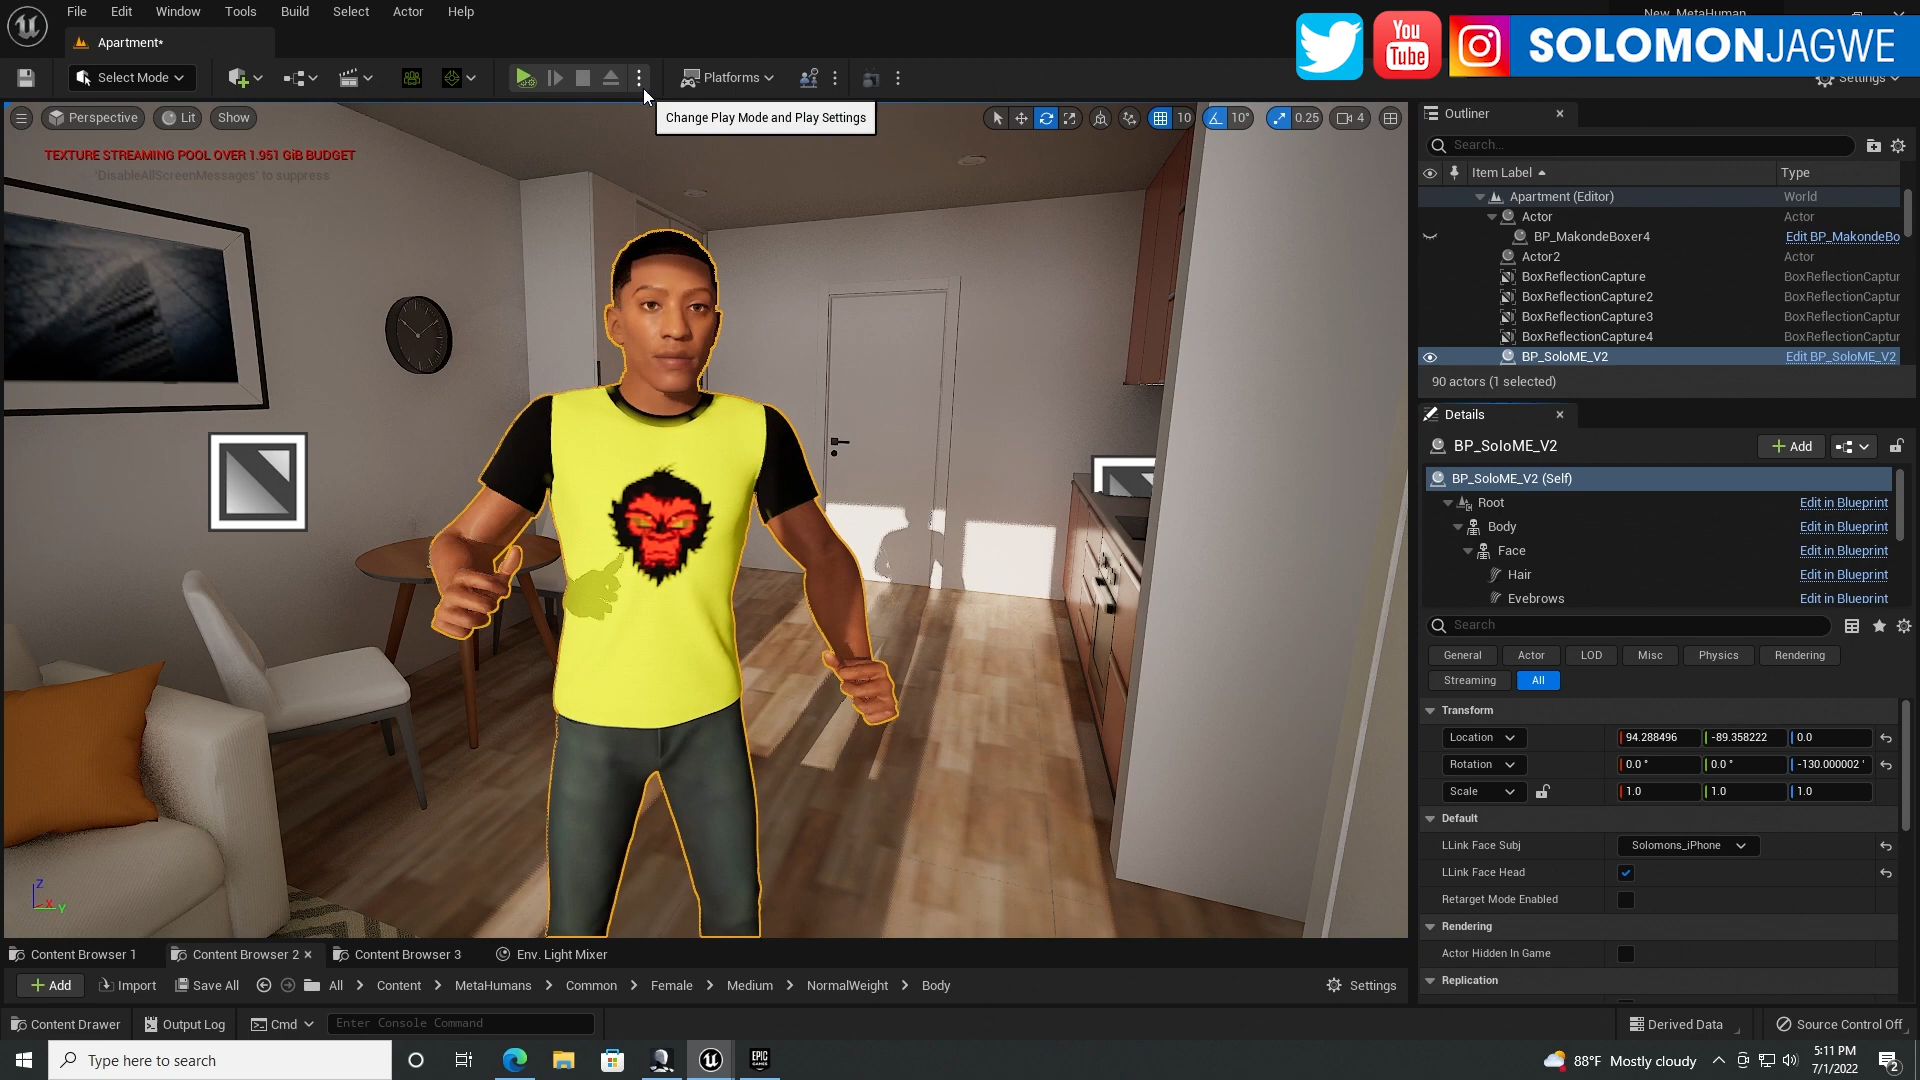 File Edit Window Tools Build Select Actor Help
New_MetaHuman
Apartment*
You
Tube
SOLOMONJAGWE
Select Mode
Platforms
Settings
Change Play Mode and Play Settings
Perspective Lit Show
10 10° 0.25 4
TEXTURE STREAMING POOL OVER 1.951 GiB BUDGET
'DisableAllScreenMessages' to suppress
Outliner
Search...
Item Label Type
Apartment (Editor) World
Actor Actor
BP_MakondeBoxer4 Edit BP_MakondeBo
Actor2 Actor
BoxReflectionCapture BoxReflectionCaptur
BoxReflectionCapture2 BoxReflectionCaptur
BoxReflectionCapture3 BoxReflectionCaptur
BoxReflectionCapture4 BoxReflectionCaptur
BP_SoloME_V2 Edit BP_SoloME_V2
90 actors (1 selected)
Details
BP_SoloME_V2 Add
BP_SoloME_V2 (Self)
Root Edit in Blueprint
Body Edit in Blueprint
Face Edit in Blueprint
Hair Edit in Blueprint
Eyebrows Edit in Blueprint
Search
General Actor LOD Misc Physics Rendering
Streaming All
Transform
Location 94.288496 -89.358222 0.0
Rotation 0.0 ° 0.0 ° -130.000002 °
Scale 1.0 1.0 1.0
Default
LLink Face Subj Solomons_iPhone
LLink Face Head
Retarget Mode Enabled
Rendering
Actor Hidden In Game
Replication
Z
X
Y
Content Browser 1 Content Browser 2 Content Browser 3 Env. Light Mixer
Add Import Save All All Content MetaHumans Common Female Medium NormalWeight Body Settings
Content Drawer Output Log Cmd Enter Console Command Derived Data Source Control Off
Type here to search
EPIC
GAMES
88°F Mostly cloudy
5:11 PM
7/1/2022
2